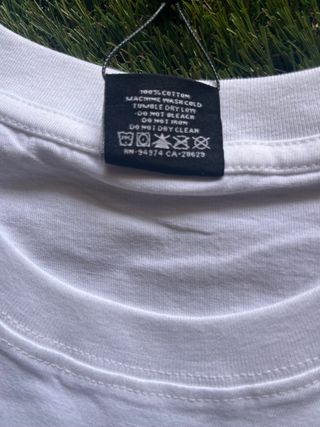 100% COTTON
MACHINE WASH COLD
TUMBLE DRY LOW
DO NOT BLEACH
DO NOT IRON
DO NOT DRY CLEAN
RN-94974 CA-28629